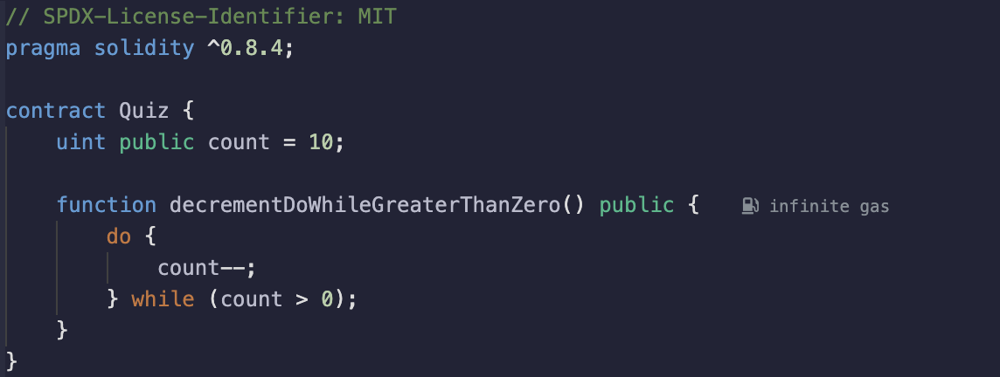 // SPDX-License-Identifier: MIT
pragma solidity ^0.8.4;

contract Quiz {
    uint public count = 10;

    function decrementDoWhileGreaterThanZero() public {    infinite gas
        do {
            count--;
        } while (count > 0);
    }
}